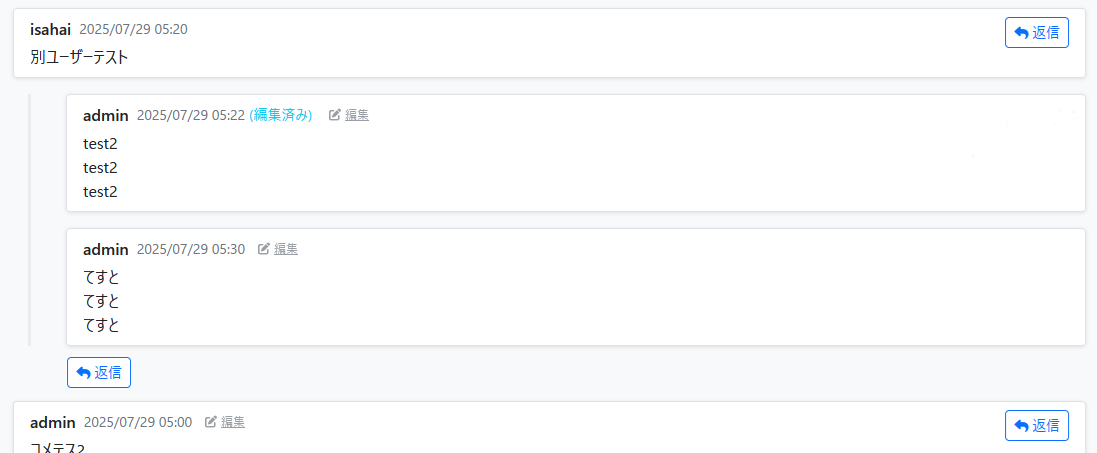 isahai 2025/07/29 05:20 返信
別ユーザーテスト
admin 2025/07/29 05:22 (編集済み) 編集
test2
test2
test2
admin 2025/07/29 05:30 編集
てすと
てすと
てすと
返信
admin 2025/07/29 05:00 編集 返信
コメテス2